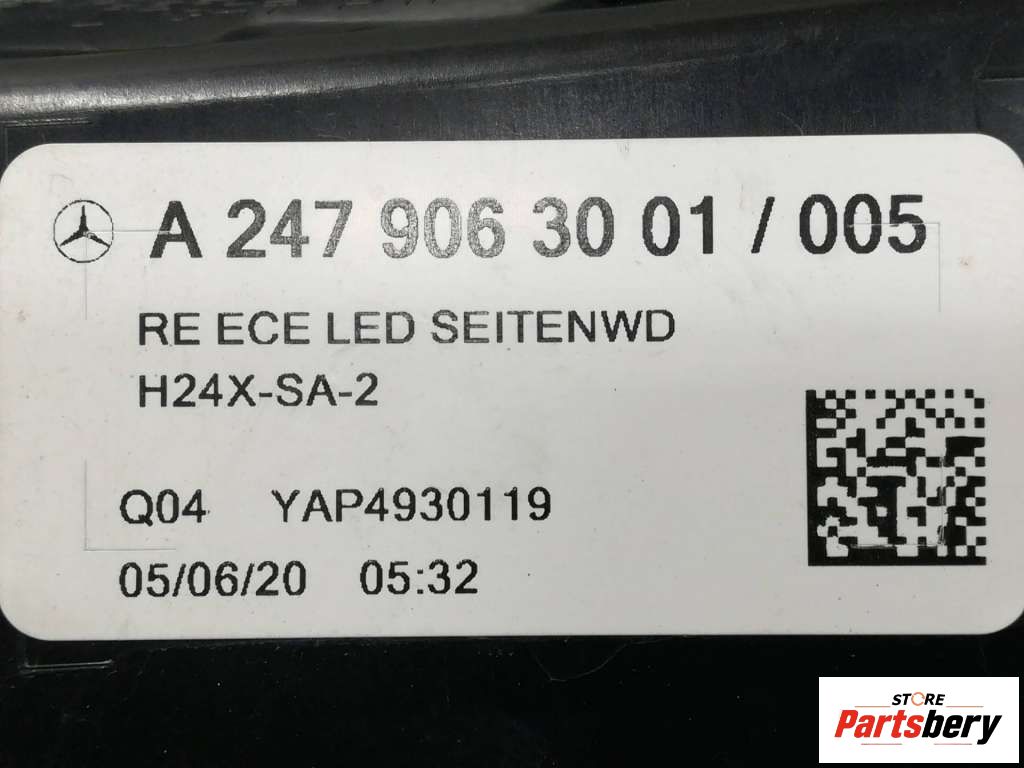 A 247 906 30 01 / 005
RE ECE LED SEITENWD
H24X-SA-2
Q04 YAP4930119
05/06/20 05:32
STORE
Partsbery